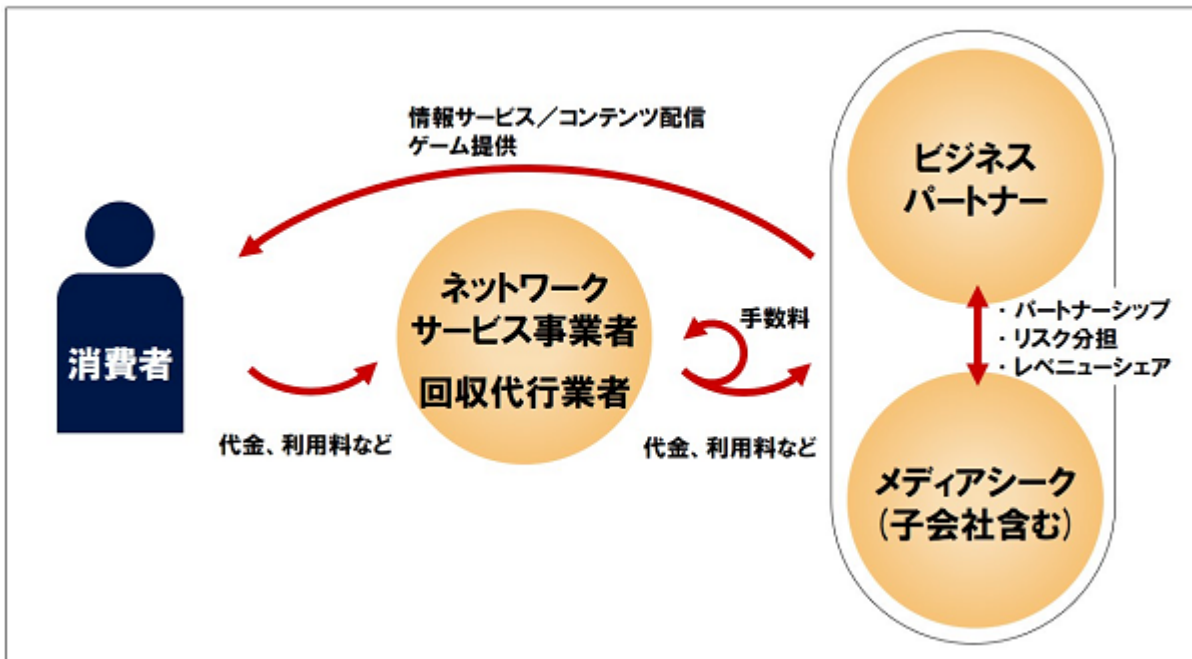 情報サービス／コンテンツ配信
ゲーム提供
ビジネス
パートナー
ネットワーク
サービス事業者
回収代行業者
手数料
・パートナーシップ
・リスク分担
・レベニューシェア
消費者
代金、利用料など
代金、利用料など
メディアシーク
(子会社含む)